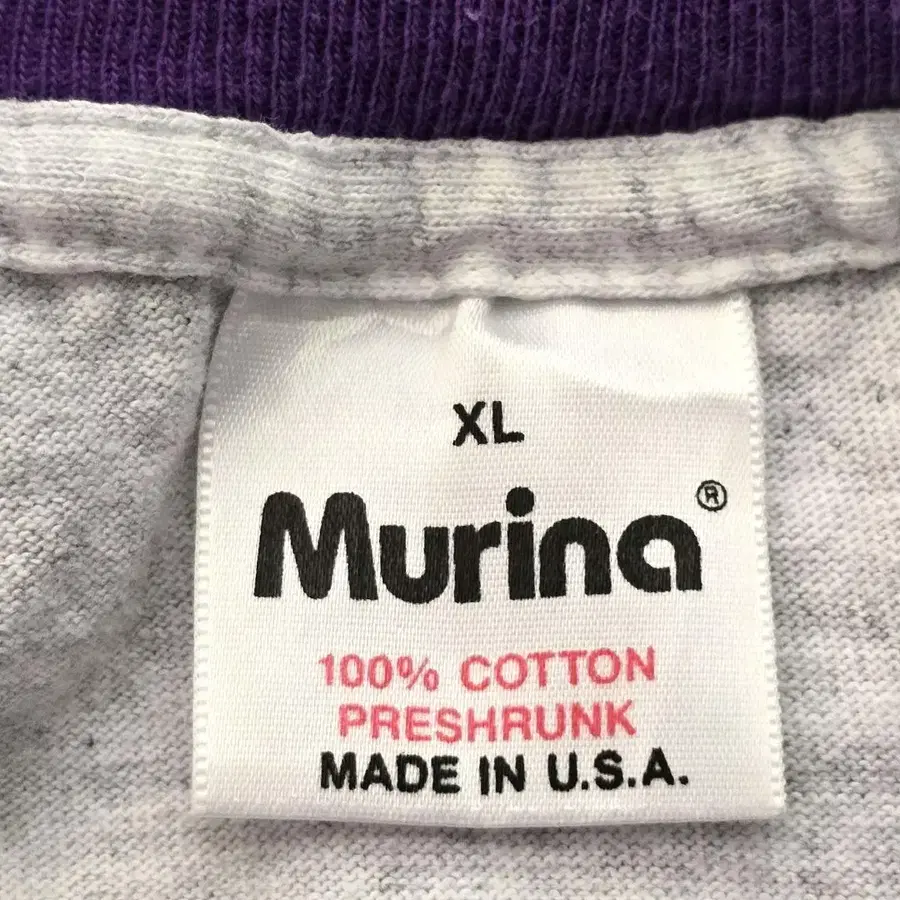 XL
Murina®
100% COTTON
PRESHRUNK
MADE IN U.S.A.